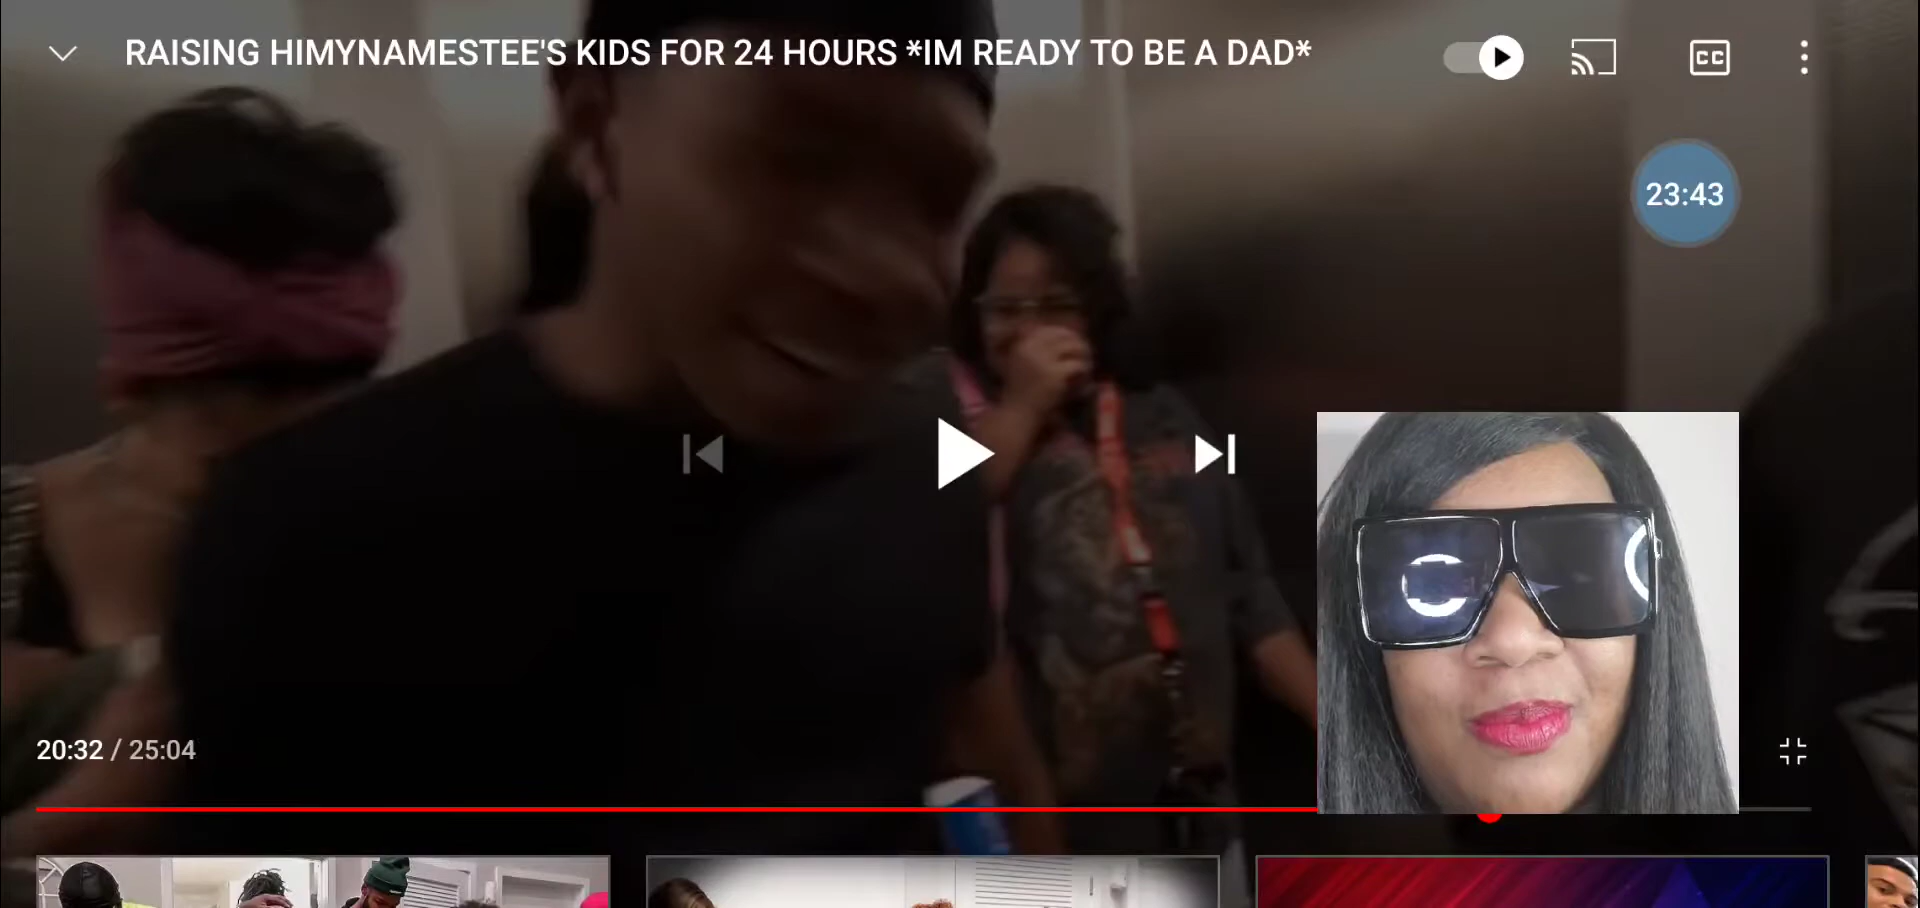 RAISING HIMYNAMESTEE'S KIDS FOR 24 HOURS *IM READY TO BE A DAD*
CC
23:43
20:32 / 25:04